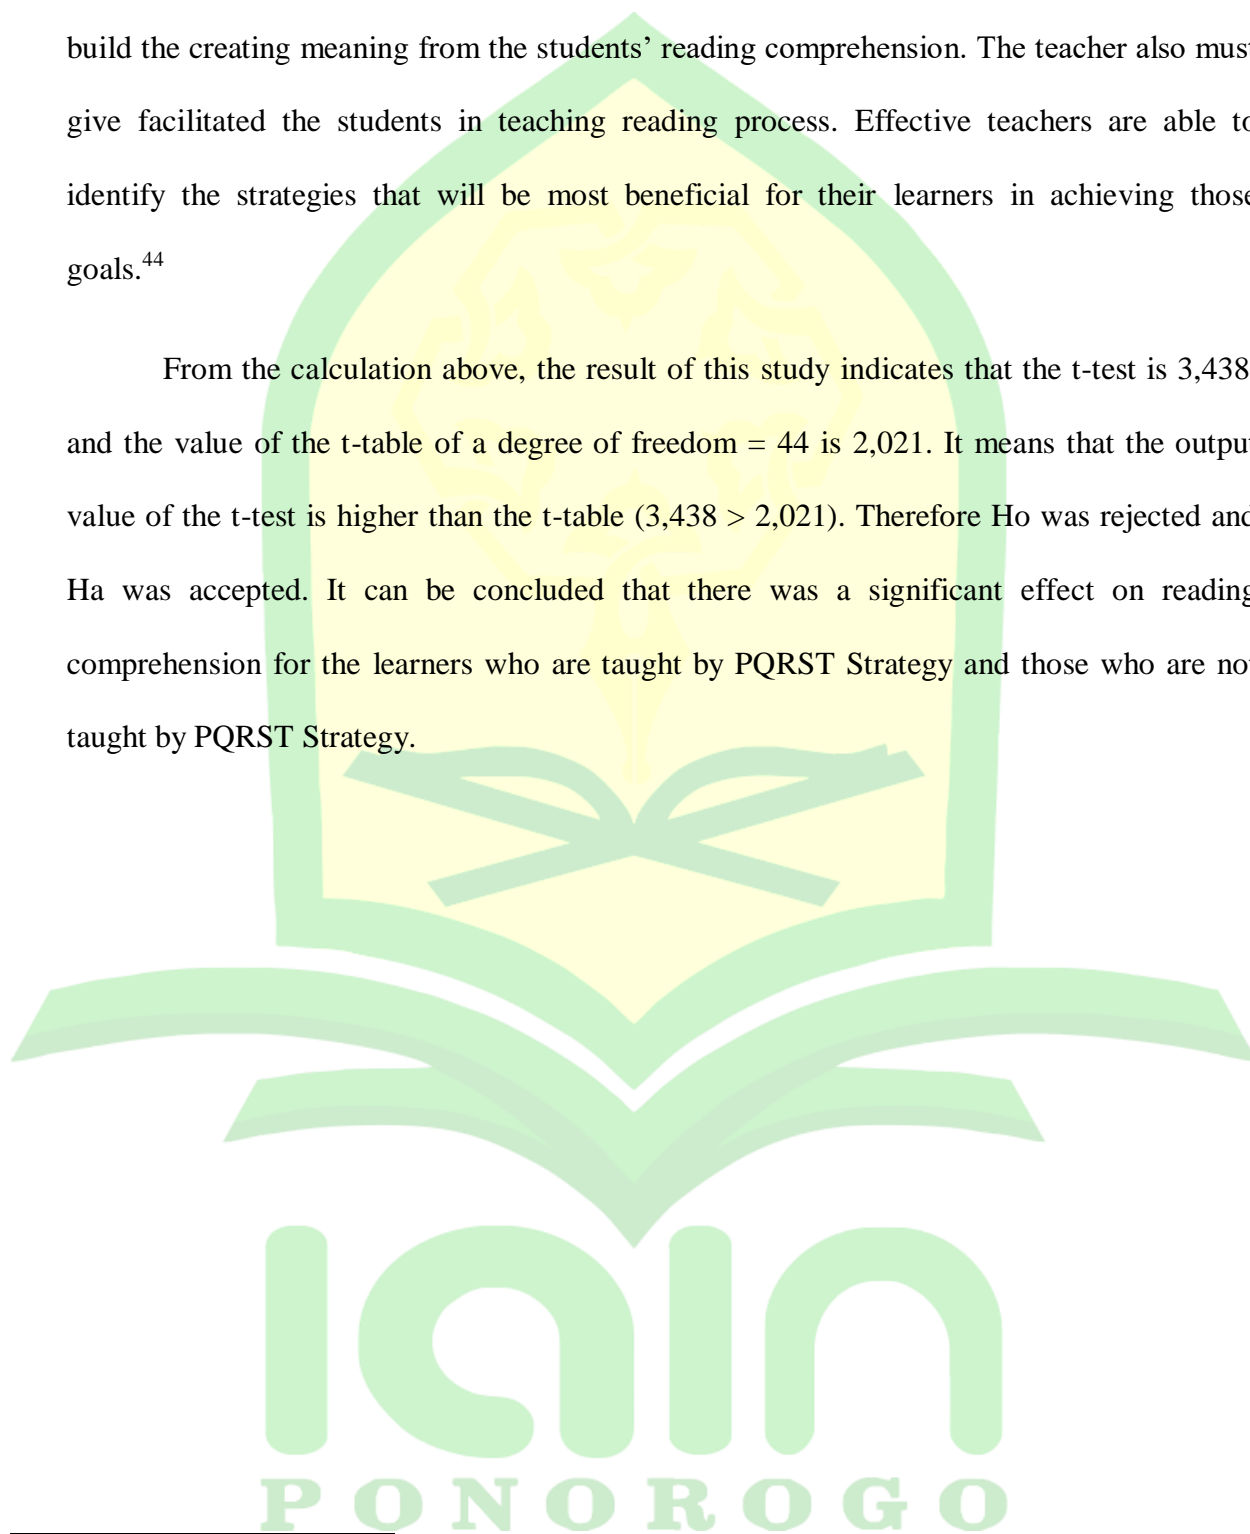 build the creating meaning from the students’ reading comprehension. The teacher also must
give facilitated the students in teaching reading process. Effective teachers are able to
identify the strategies that will be most beneficial for their learners in achieving those
goals.44
From the calculation above, the result of this study indicates that the t-test is 3,438
and the value of the t-table of a degree of freedom = 44 is 2,021. It means that the output
value of the t-test is higher than the t-table (3,438 > 2,021). Therefore Ho was rejected and
Ha was accepted. It can be concluded that there was a significant effect on reading
comprehension for the learners who are taught by PQRST Strategy and those who are not
taught by PQRST Strategy.
iain
PONOROGO